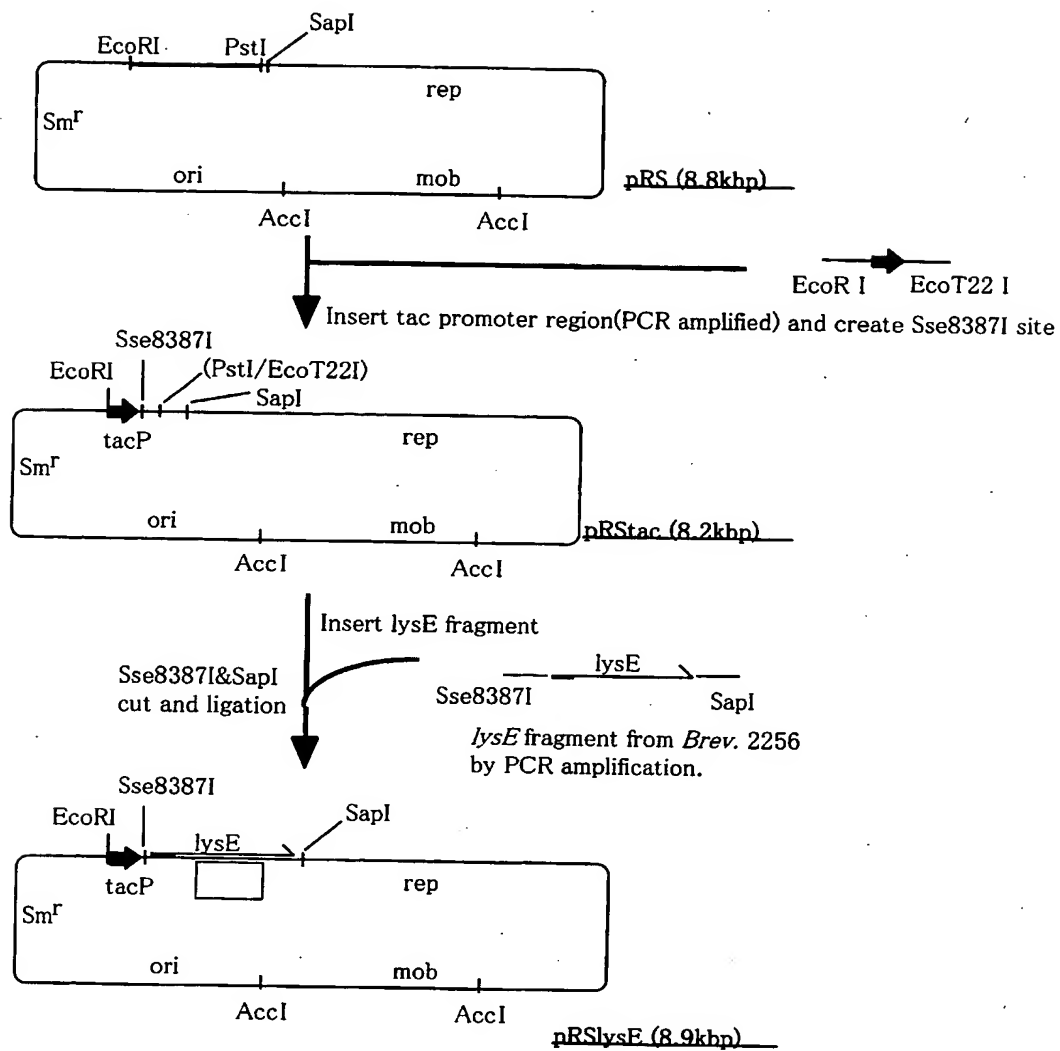 SapI
EcoRI PstI
rep
Smr
ori mob
pRS (8.8kbp)
AccI AccI
EcoR I EcoT22 I
Insert tac promoter region(PCR amplified) and create Sse8387I site
Sse8387I
EcoRI (PstI/EcoT22I)
SapI
tacP rep
Smr
ori mob
pRStac (8.2kbp)
AccI AccI
Insert lysE fragment
Sse8387I&SapI
cut and ligation
lysE
Sse8387I SapI
lysE fragment from Brev. 2256
by PCR amplification.
Sse8387I
EcoRI SapI
lysE
tacP rep
Smr
ori mob
AccI AccI
pRSlysE (8.9kbp)